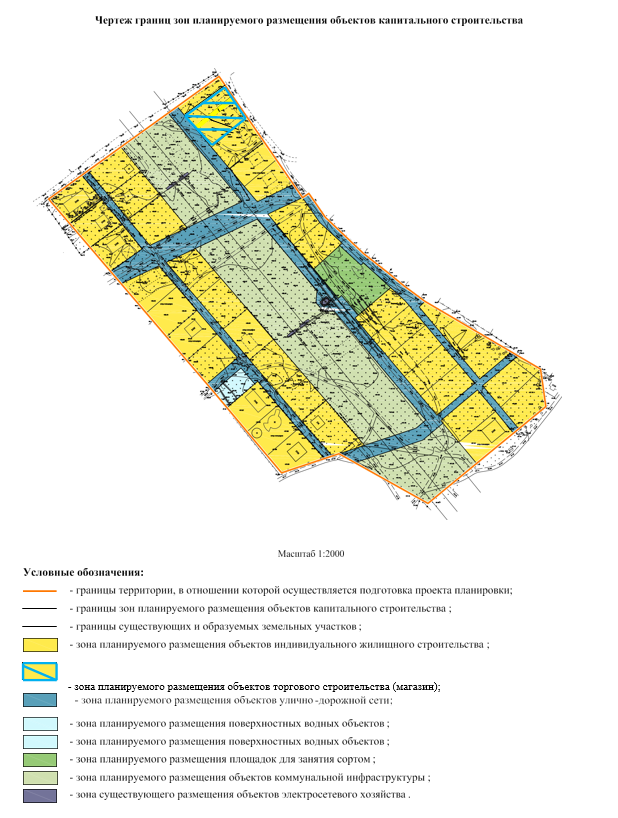 Чертеж границ зон планируемого размещения объектов капитального строительства
Масштаб 1:2000
Условные обозначения:
- границы территории, в отношении которой осуществляется подготовка проекта планировки;
- границы зон планируемого размещения объектов капитального строительства ;
- границы существующих и образуемых земельных участков ;
- зона планируемого размещения объектов индивидуального жилищного строительства ;
- зона планируемого размещения объектов торгового строительства (магазин);
- зона планируемого размещения объектов улично-дорожной сети;
- зона планируемого размещения поверхностных водных объектов ;
- зона планируемого размещения поверхностных водных объектов ;
- зона планируемого размещения площадок для занятия сортом ;
- зона планируемого размещения объектов коммунальной инфраструктуры ;
- зона существующего размещения объектов электросетевого хозяйства .